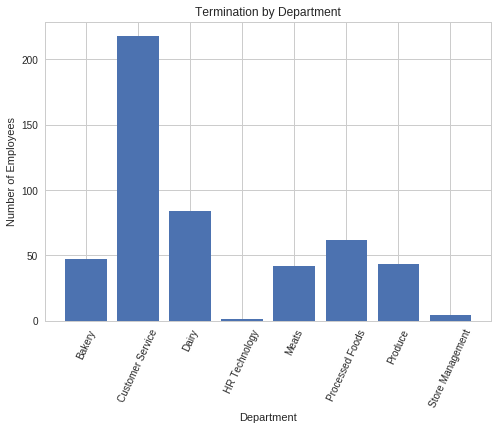 Termination by Department
Number of Employees
200
150
100
50
0
Bakery
Customer Service
Dairy
HR Technology
Meats
Processed Foods
Produce
Store Management
Department